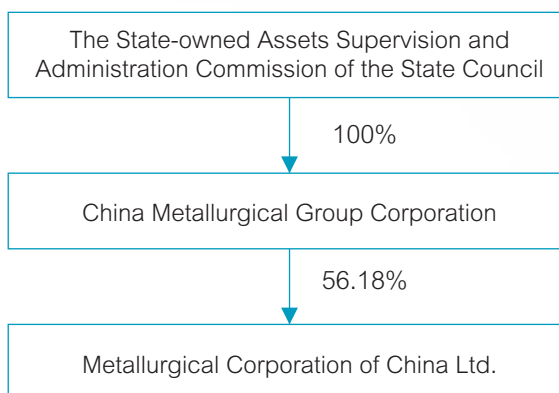 The State-owned Assets Supervision and
Administration Commission of the State Council
100%
China Metallurgical Group Corporation
56.18%
Metallurgical Corporation of China Ltd.